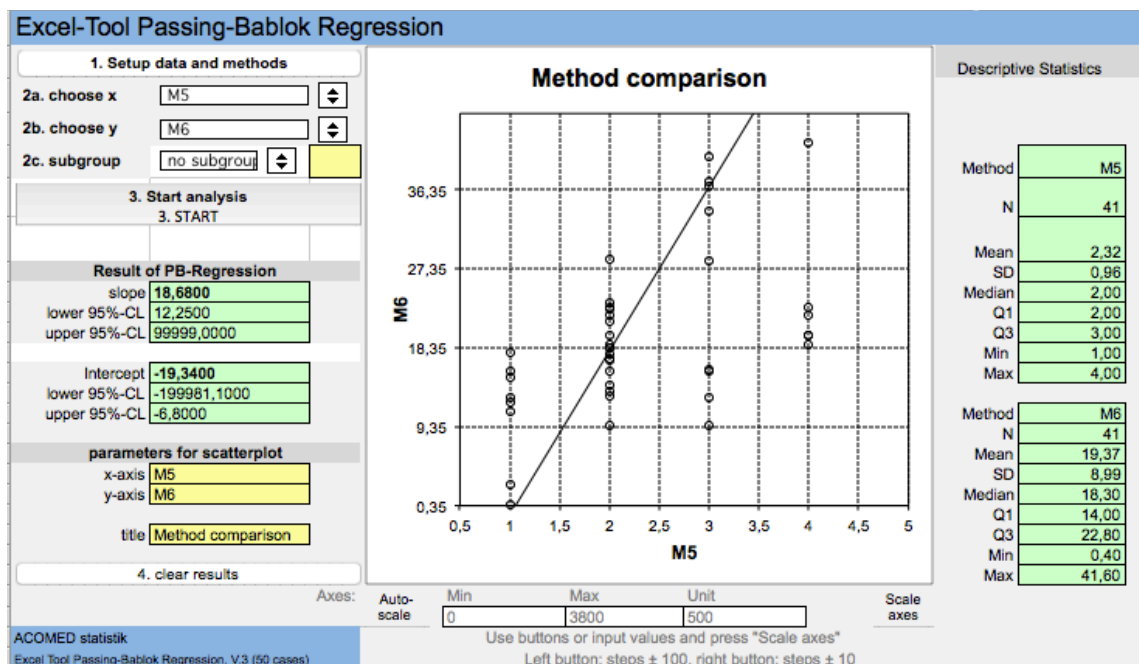 Excel-Tool Passing-Bablok Regression
1. Setup data and methods
2a. choose x M5
2b. choose y M6
2c. subgroup no subgroup
3. Start analysis
3. START
Result of PB-Regression
slope 18,6800
lower 95%-CL 12,2500
upper 95%-CL 99999,0000
Intercept -19,3400
lower 95%-CL -199981,1000
upper 95%-CL -6,8000
parameters for scatterplot
x-axis M5
y-axis M6
title Method comparison
4. clear results
Method comparison
M6
36,35
27,35
18,35
9,35
0,35
0,5 1 1,5 2 2,5 3 3,5 4 4,5 5
M5
Descriptive Statistics
Method M5
N 41
Mean 2,32
SD 0,96
Median 2,00
Q1 2,00
Q3 3,00
Min 1,00
Max 4,00
Method M6
N 41
Mean 19,37
SD 8,99
Median 18,30
Q1 14,00
Q3 22,80
Min 0,40
Max 41,60
Axes:
Auto-
scale
Min Max Unit
0 3800 500
Scale
axes
Use buttons or input values and press "Scale axes"
Left button: steps ± 100, right button: steps ± 10
ACOMED statistik
Excel Tool Passing-Bablok Regression, V.3 (50 cases)